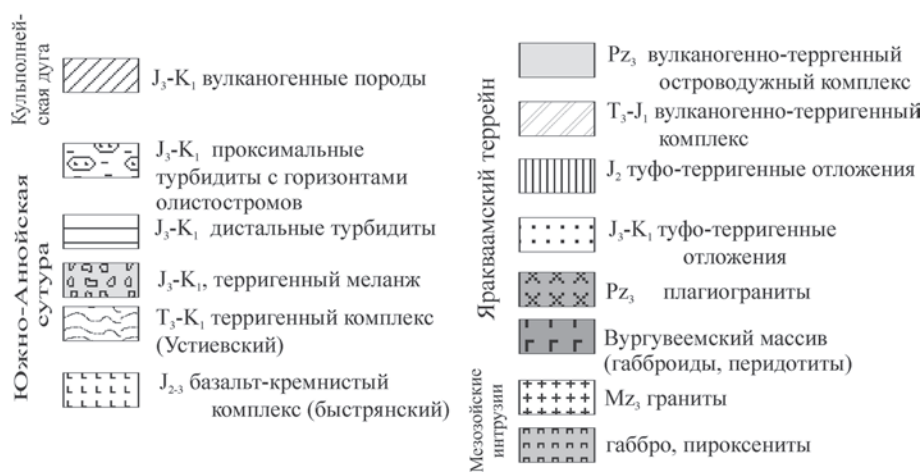 Кульполней-
ская дуга
J₃-K₁ вулканогенные породы
Южно-Анюйская
сутура
J₃-K₁ проксимальные
турбидиты с горизонтами
олистостромов
J₃-K₁ дистальные турбидиты
J₃-K₁, терригенный меланж
T₃-K₁ терригенный комплекс
(Устиевский)
J₂₋₃ базальт-кремнистый
комплекс (быстрянский)
Яракваамский террейн
Pz₃ вулканогенно-терргенный
островодужный комплекс
T₃-J₁ вулканогенно-терригенный
комплекс
J₂ туфо-терригенные отложения
J₃-K₁ туфо-терригенные
отложения
Pz₃ плагиограниты
Вургувеемский массив
(габброиды, перидотиты)
Мезозойские
интрузии
Mz₃ граниты
габбро, пироксениты